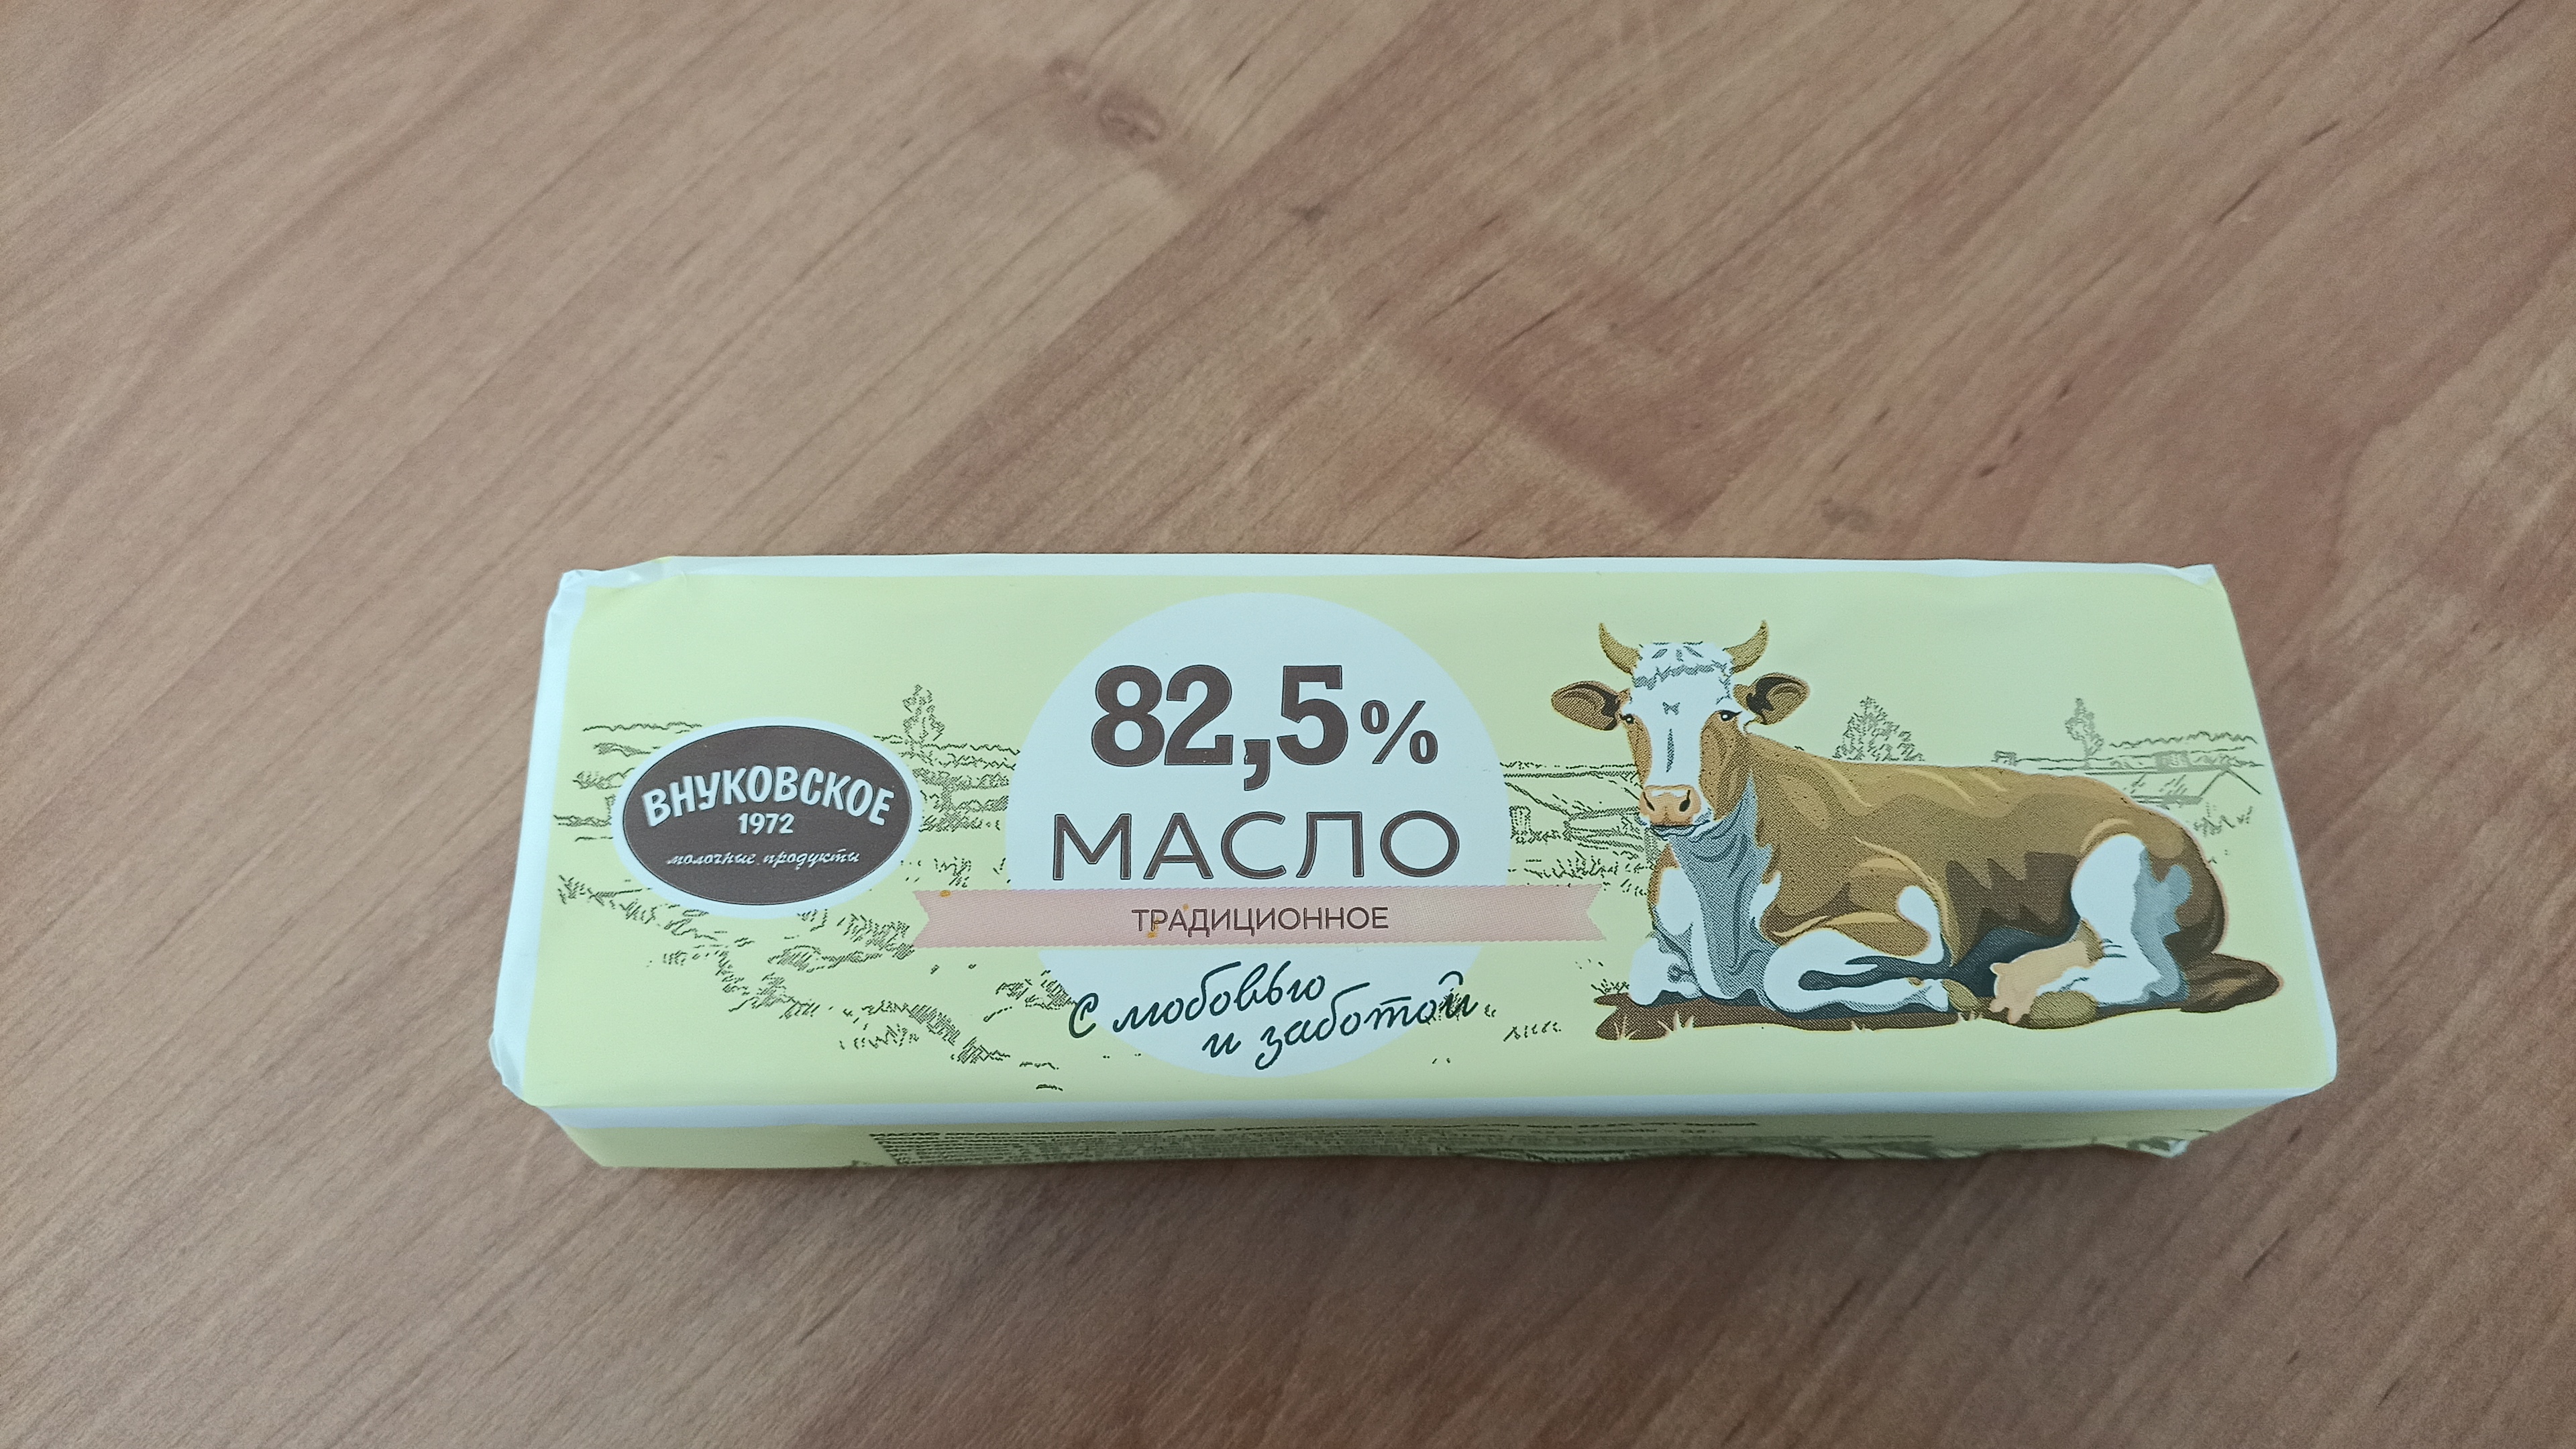 ВНУКОВСКОЕ
1972
молочные продукты
82,5%
МАСЛО
ТРАДИЦИОННОЕ
С любовью
и заботой